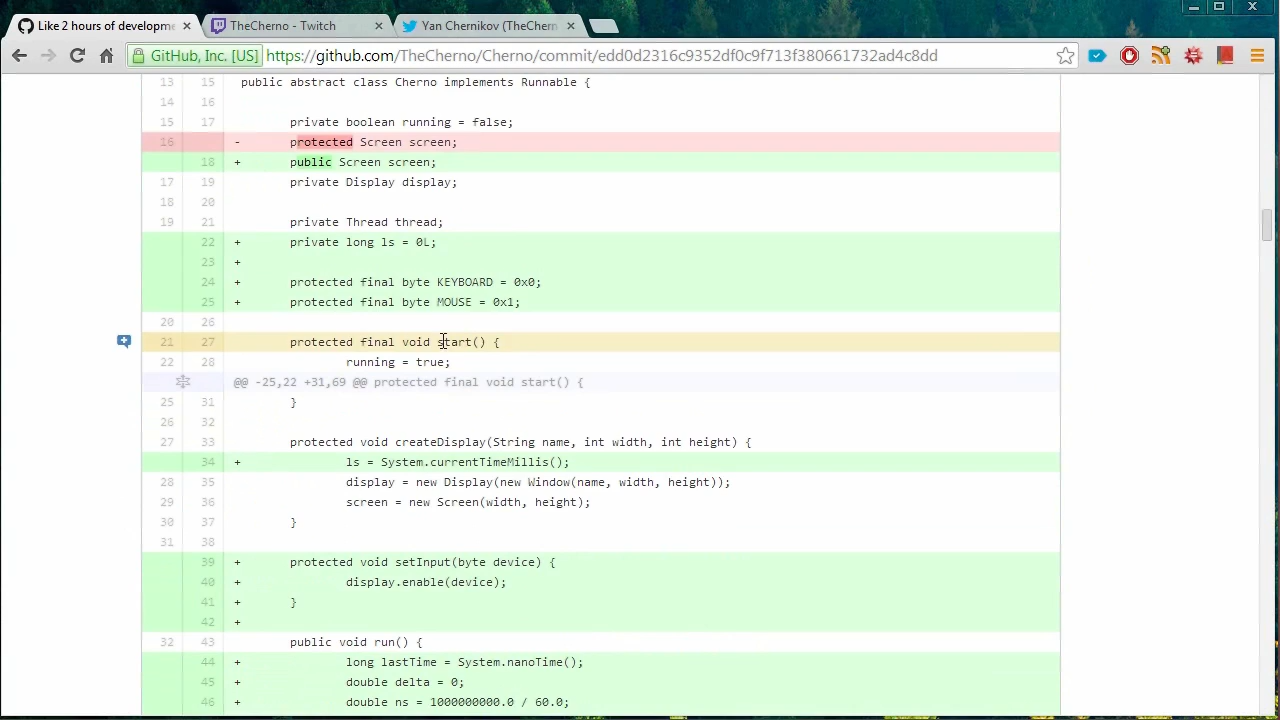 Like 2 hours of developm
TheCherno - Twitch
Yan Chernikov (TheChern
GitHub, Inc. [US] https://github.com/TheCherno/Cherno/commit/edd0d2316c9352df0c9f713f380661732ad4c8dd
13 15 public abstract class Cherno implements Runnable {
14 16
15 17 private boolean running = false;
16 - protected Screen screen;
18 + public Screen screen;
17 19 private Display display;
18 20
19 21 private Thread thread;
22 + private long ls = 0L;
23 +
24 + protected final byte KEYBOARD = 0x0;
25 + protected final byte MOUSE = 0x1;
20 26
21 27 protected final void start() {
22 28 running = true;
@@ -25,22 +31,69 @@ protected final void start() {
25 31 }
26 32
27 33 protected void createDisplay(String name, int width, int height) {
34 + ls = System.currentTimeMillis();
28 35 display = new Display(new Window(name, width, height));
29 36 screen = new Screen(width, height);
30 37 }
31 38
39 + protected void setInput(byte device) {
40 + display.enable(device);
41 + }
42 +
32 43 public void run() {
44 + long lastTime = System.nanoTime();
45 + double delta = 0;
46 + double ns = 1000000000.0 / 60.0;